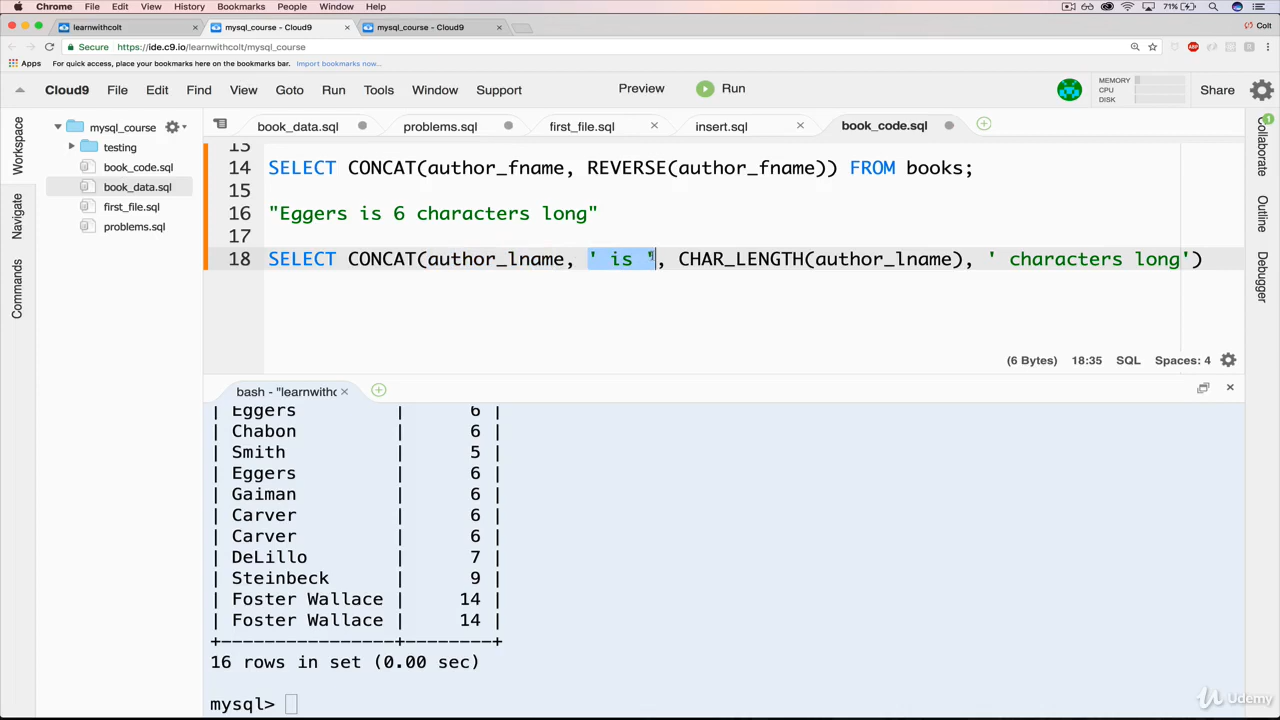 Chrome File Edit View History Bookmarks People Window Help 71%
learnwithcolt × mysql_course - Cloud9 × mysql_course - Cloud9 × Colt
Secure https://ide.c9.io/learnwithcolt/mysql_course
Apps For quick access, place your bookmarks here on the bookmarks bar. Import bookmarks now...
Cloud9 File Edit Find View Goto Run Tools Window Support Preview Run MEMORY CPU DISK Share
book_data.sql problems.sql first_file.sql × insert.sql × book_code.sql
mysql_course
testing
book_code.sql
book_data.sql
first_file.sql
problems.sql
Workspace
Navigate
Commands
13
14 SELECT CONCAT(author_fname, REVERSE(author_fname)) FROM books;
15
16 "Eggers is 6 characters long"
17
18 SELECT CONCAT(author_lname, ' is ', CHAR_LENGTH(author_lname), ' characters long')
(6 Bytes) 18:35 SQL Spaces: 4
1
Collaborate
Outline
Debugger
bash - "learnwithc ×
| Eggers | 6 |
| Chabon | 6 |
| Smith | 5 |
| Eggers | 6 |
| Gaiman | 6 |
| Carver | 6 |
| Carver | 6 |
| DeLillo | 7 |
| Steinbeck | 9 |
| Foster Wallace | 14 |
| Foster Wallace | 14 |
+----------------+--------+
16 rows in set (0.00 sec)
mysql>
Udemy